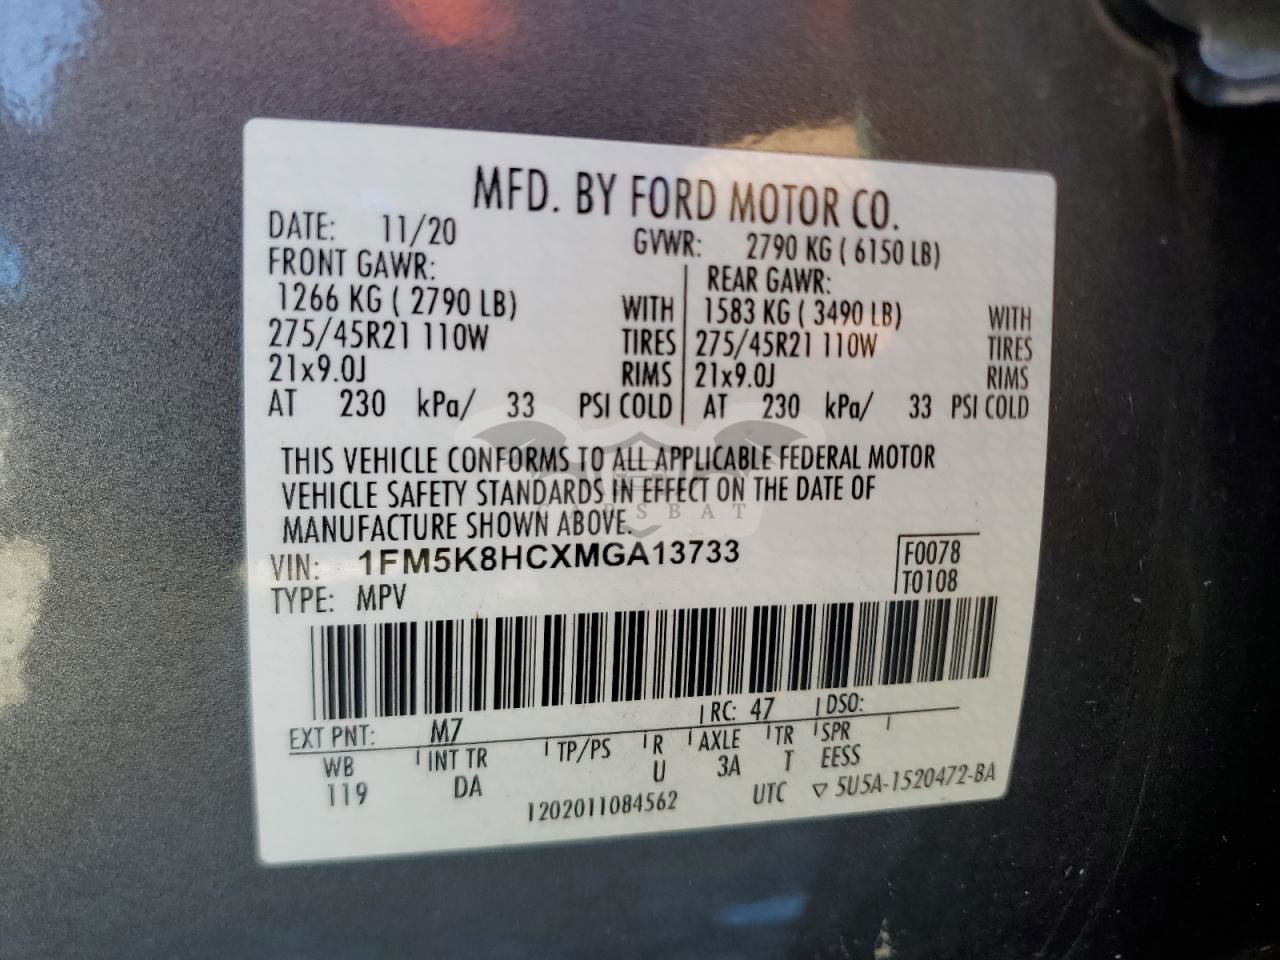 MFD. BY FORD MOTOR CO.
DATE: 11/20 GVWR: 2790 KG ( 6150 LB)
FRONT GAWR: REAR GAWR:
1266 KG ( 2790 LB) WITH 1583 KG ( 3490 LB) WITH
275/45R21 110W TIRES 275/45R21 110W TIRES
21x9.0J RIMS 21x9.0J RIMS
AT 230 kPa/ 33 PSI COLD AT 230 kPa/ 33 PSI COLD
THIS VEHICLE CONFORMS TO ALL APPLICABLE FEDERAL MOTOR
VEHICLE SAFETY STANDARDS IN EFFECT ON THE DATE OF
CARSBAT
MANUFACTURE SHOWN ABOVE.
VIN: 1FM5K8HCXMGA13733 F0078
TYPE: MPV T0108
EXT PNT: M7 RC: 47 DSO:
WB INT TR TP/PS R AXLE TR SPR
119 DA U 3A T EESS
1202011084562 UTC ▽ 5U5A-1520472-BA